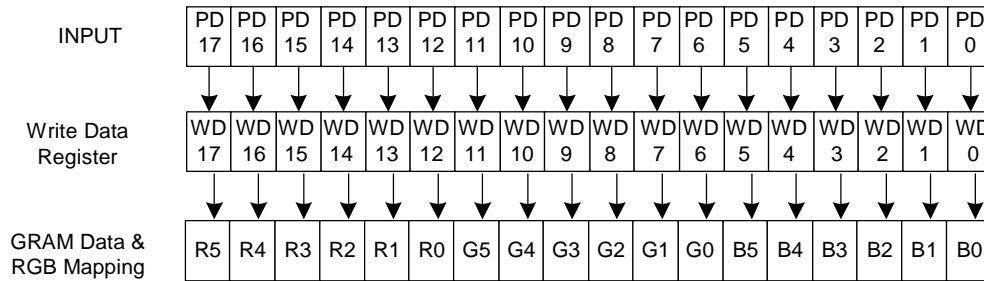 INPUT
PD PD PD PD PD PD PD PD PD PD PD PD PD PD PD PD PD PD
17 16 15 14 13 12 11 10 9 8 7 6 5 4 3 2 1 0
Write Data
Register
WD WD WD WD WD WD WD WD WD WD WD WD WD WD WD WD WD WD
17 16 15 14 13 12 11 10 9 8 7 6 5 4 3 2 1 0
GRAM Data &
RGB Mapping
R5 R4 R3 R2 R1 R0 G5 G4 G3 G2 G1 G0 B5 B4 B3 B2 B1 B0